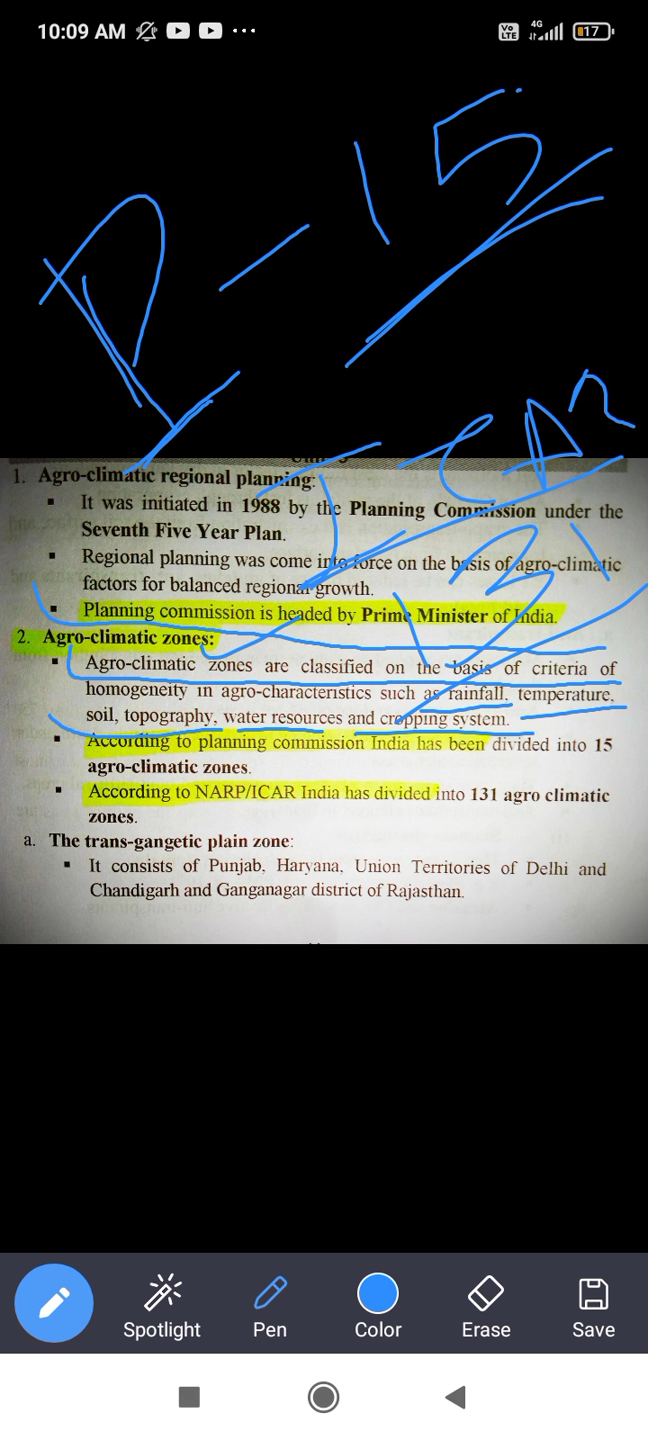 10:09 AM
Vo LTE 4G 17
P - 15
ICAR
131
1. Agro-climatic regional planning:
▪ It was initiated in 1988 by the Planning Commission under the
Seventh Five Year Plan.
▪ Regional planning was come into force on the basis of agro-climatic
factors for balanced regional growth.
▪ Planning commission is headed by Prime Minister of India.
2. Agro-climatic zones:
▪ Agro-climatic zones are classified on the basis of criteria of
homogeneity in agro-characteristics such as rainfall, temperature,
soil, topography, water resources and cropping system.
▪ According to planning commission India has been divided into 15
agro-climatic zones.
▪ According to NARP/ICAR India has divided into 131 agro climatic
zones.
a. The trans-gangetic plain zone:
▪ It consists of Punjab, Haryana, Union Territories of Delhi and
Chandigarh and Ganganagar district of Rajasthan.
Spotlight Pen Color Erase Save